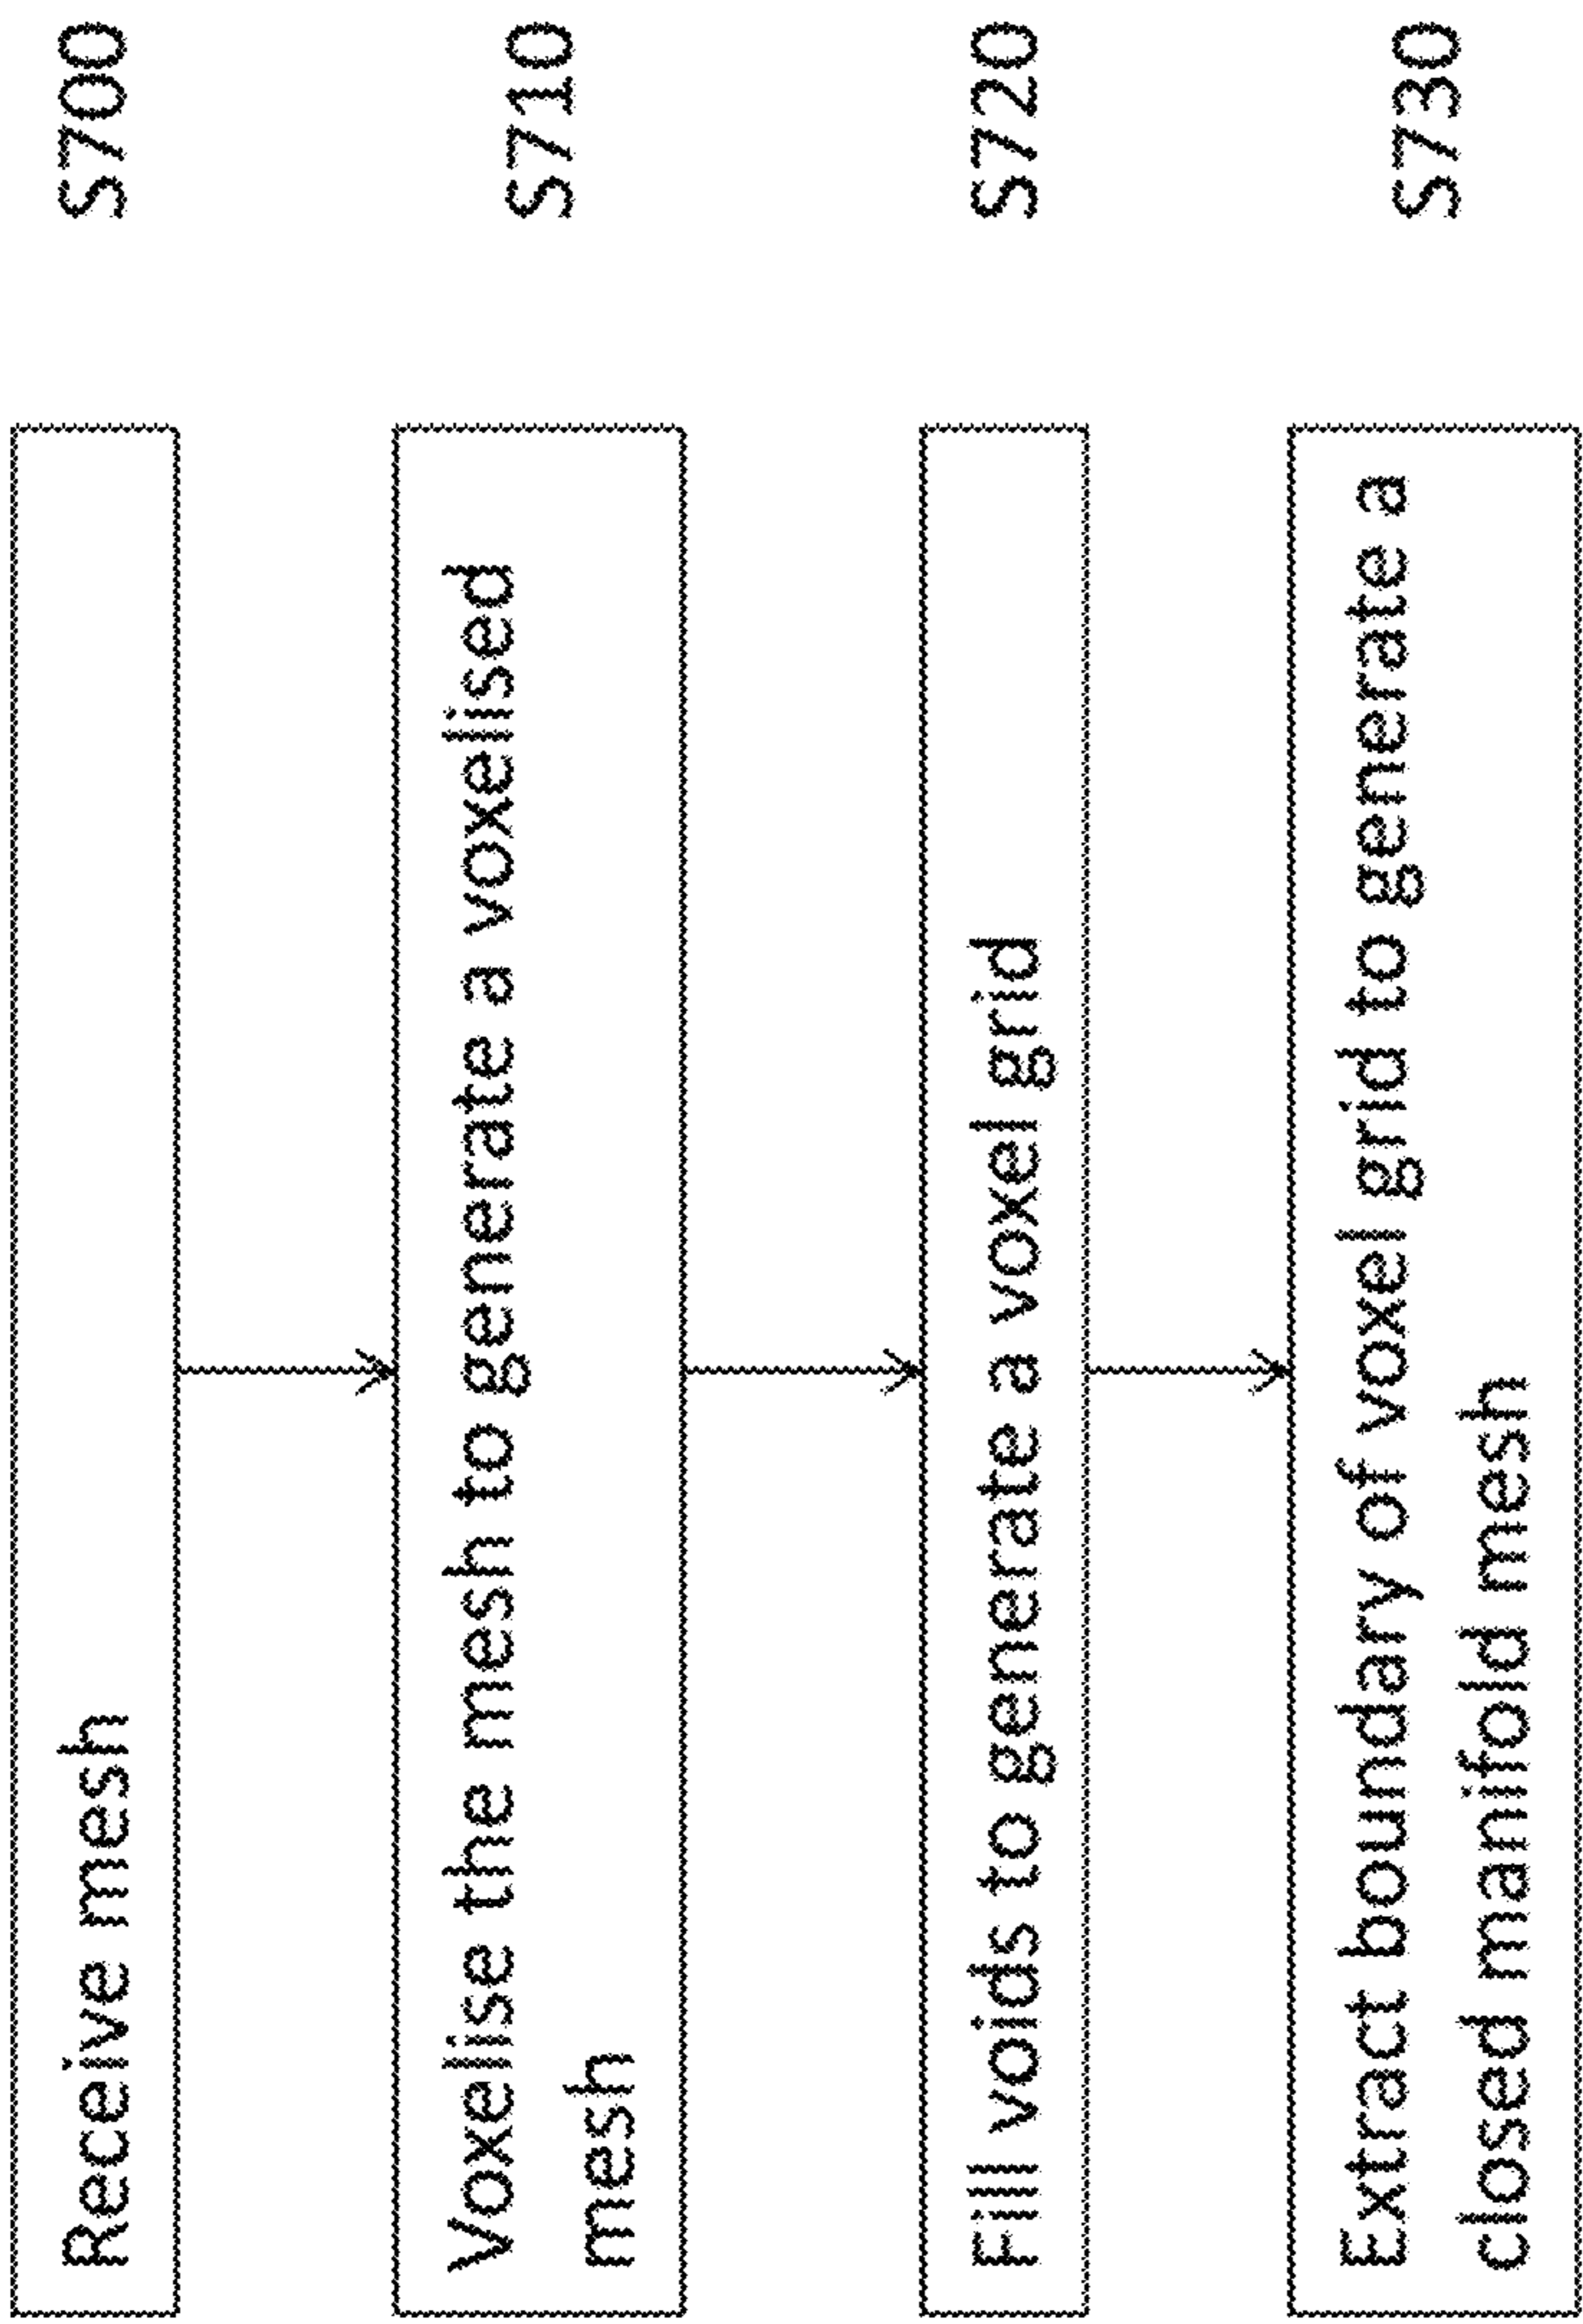 Receive mesh
S700
Voxelise the mesh to generate a voxelised
mesh
S710
Fill voids to generate a voxel grid
S720
Extract boundary of voxel grid to generate a
closed manifold mesh
S730